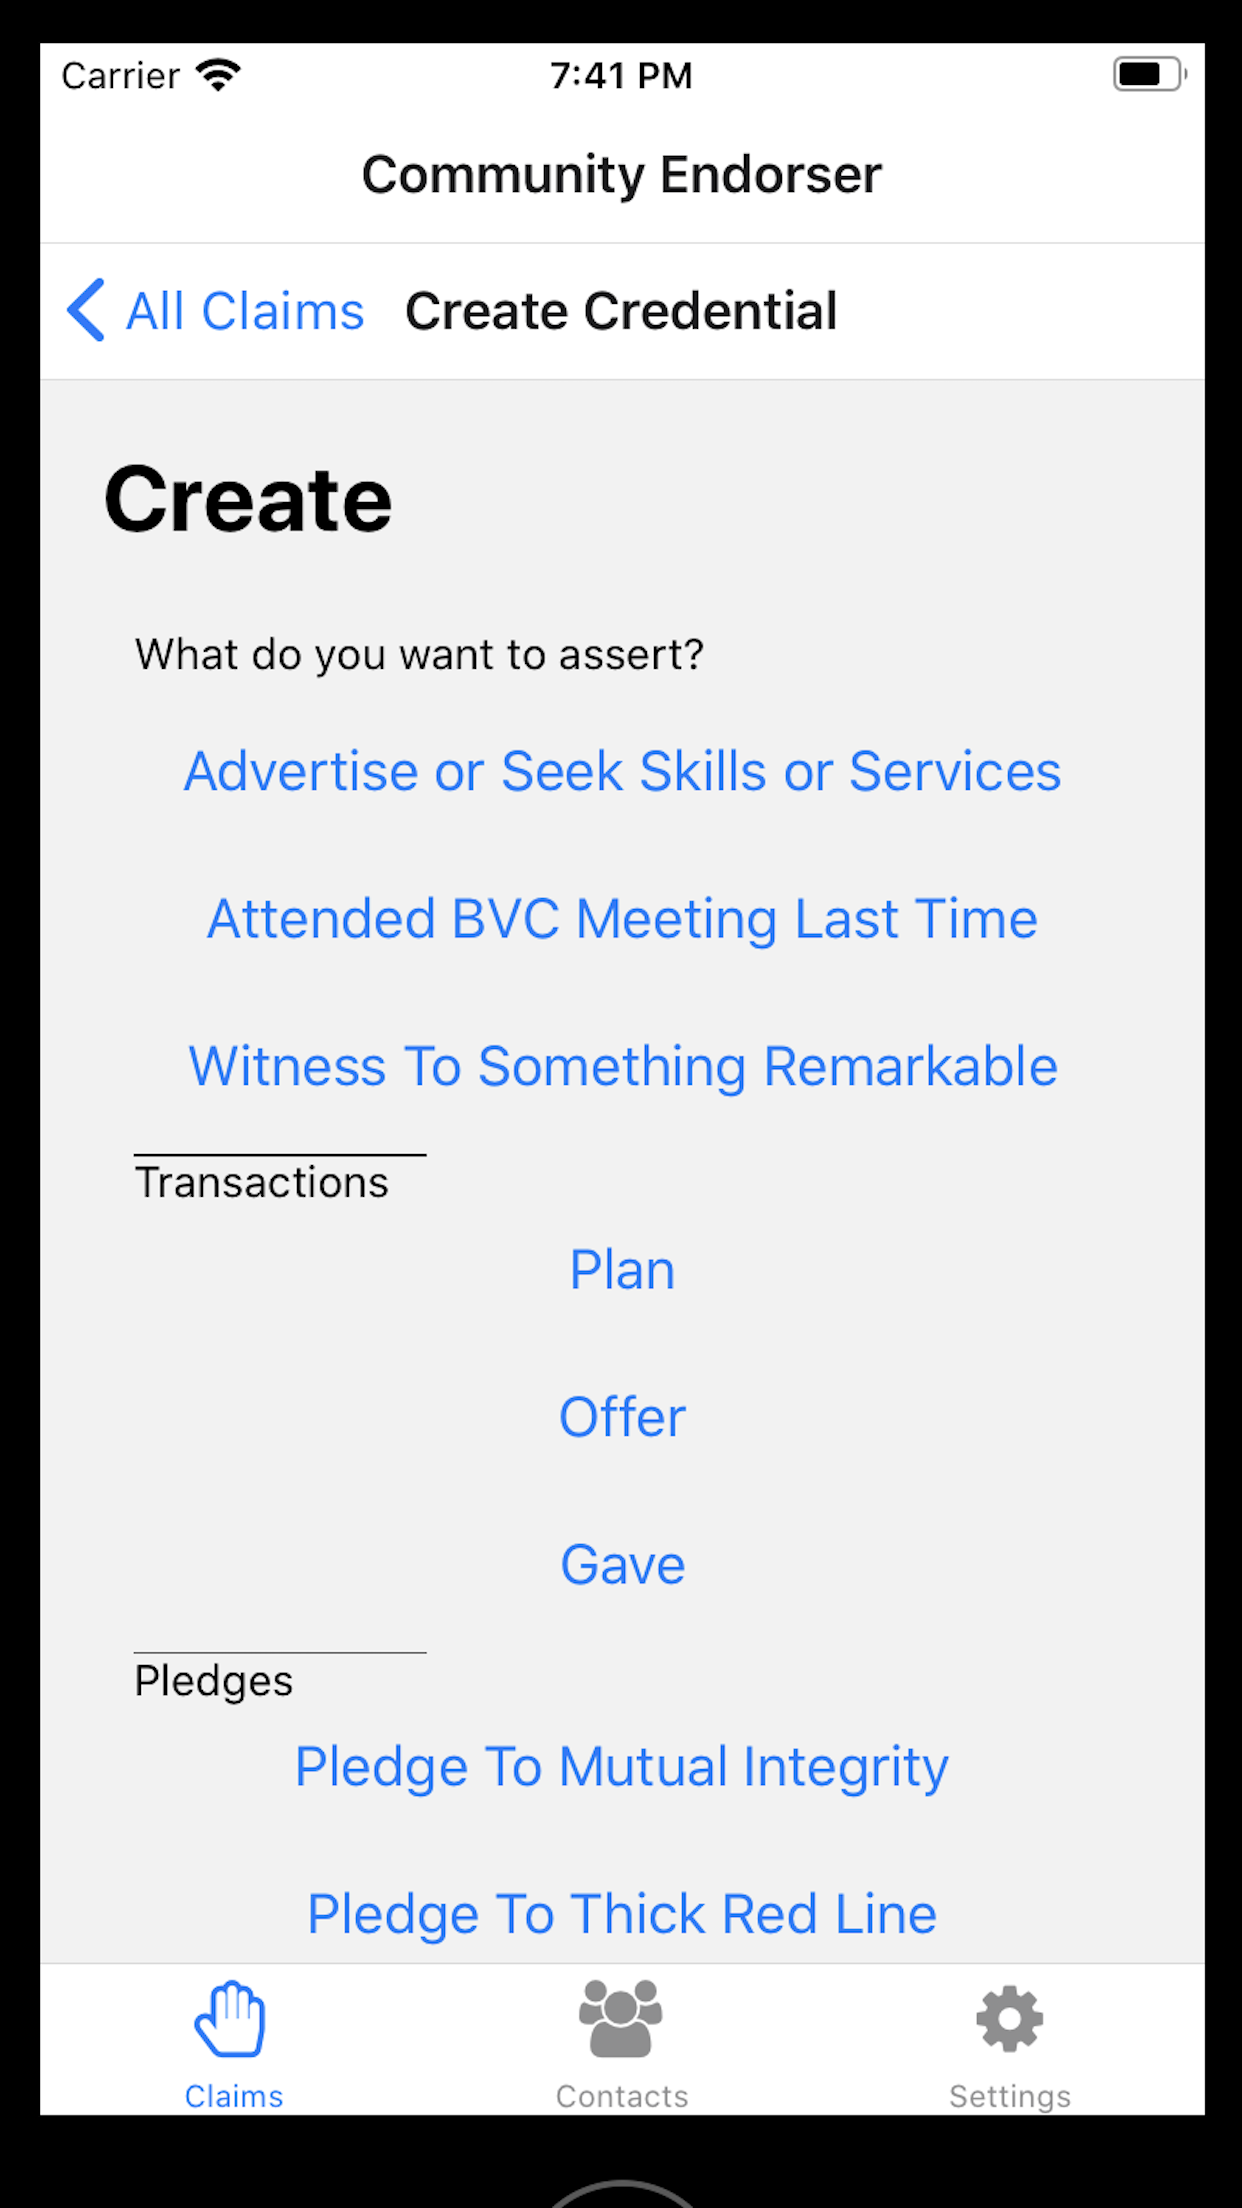 Carrier 7:41 PM
Community Endorser
All Claims Create Credential
Create
What do you want to assert?
Advertise or Seek Skills or Services
Attended BVC Meeting Last Time
Witness To Something Remarkable
Transactions
Plan
Offer
Gave
Pledges
Pledge To Mutual Integrity
Pledge To Thick Red Line
Claims Contacts Settings